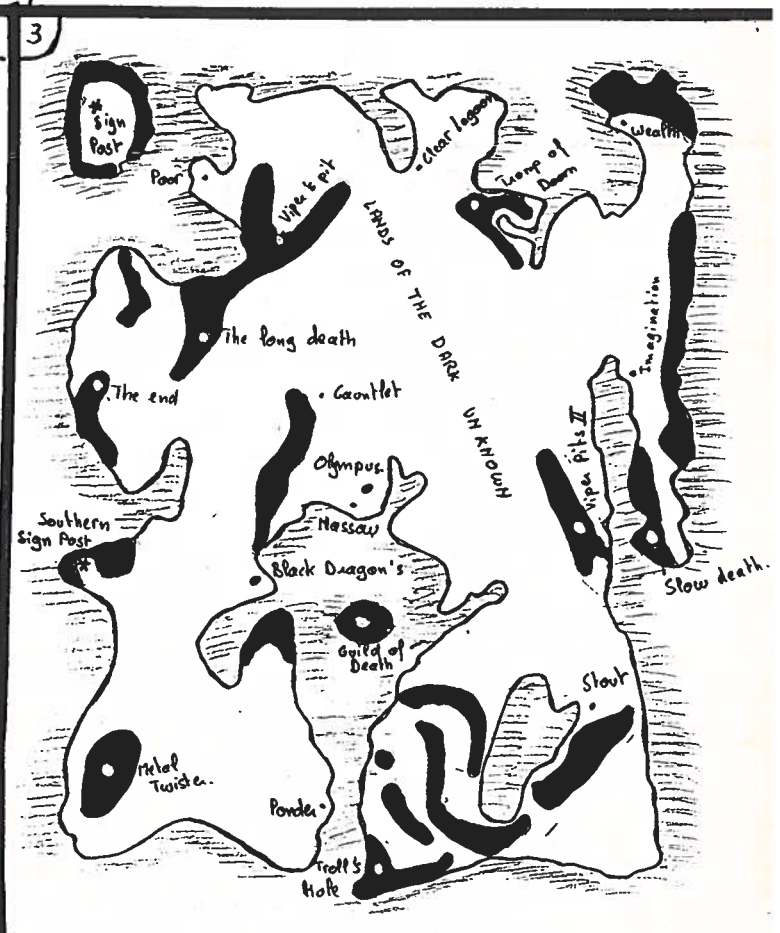 3
Sign
Post
Clear lagoon
Wealth
Poor
Viper's pit
Tromp of
Doom
LANDS OF THE DARK UNKNOWN
Imagination
The long death
The end
Gauntlet
Viper Pits II
Olympus
Nassau
Southern
Sign Post
Black Dragon's
Slow death.
Guild of
Death
Stout
Metal
Twister.
Ponder
Troll's
Hole